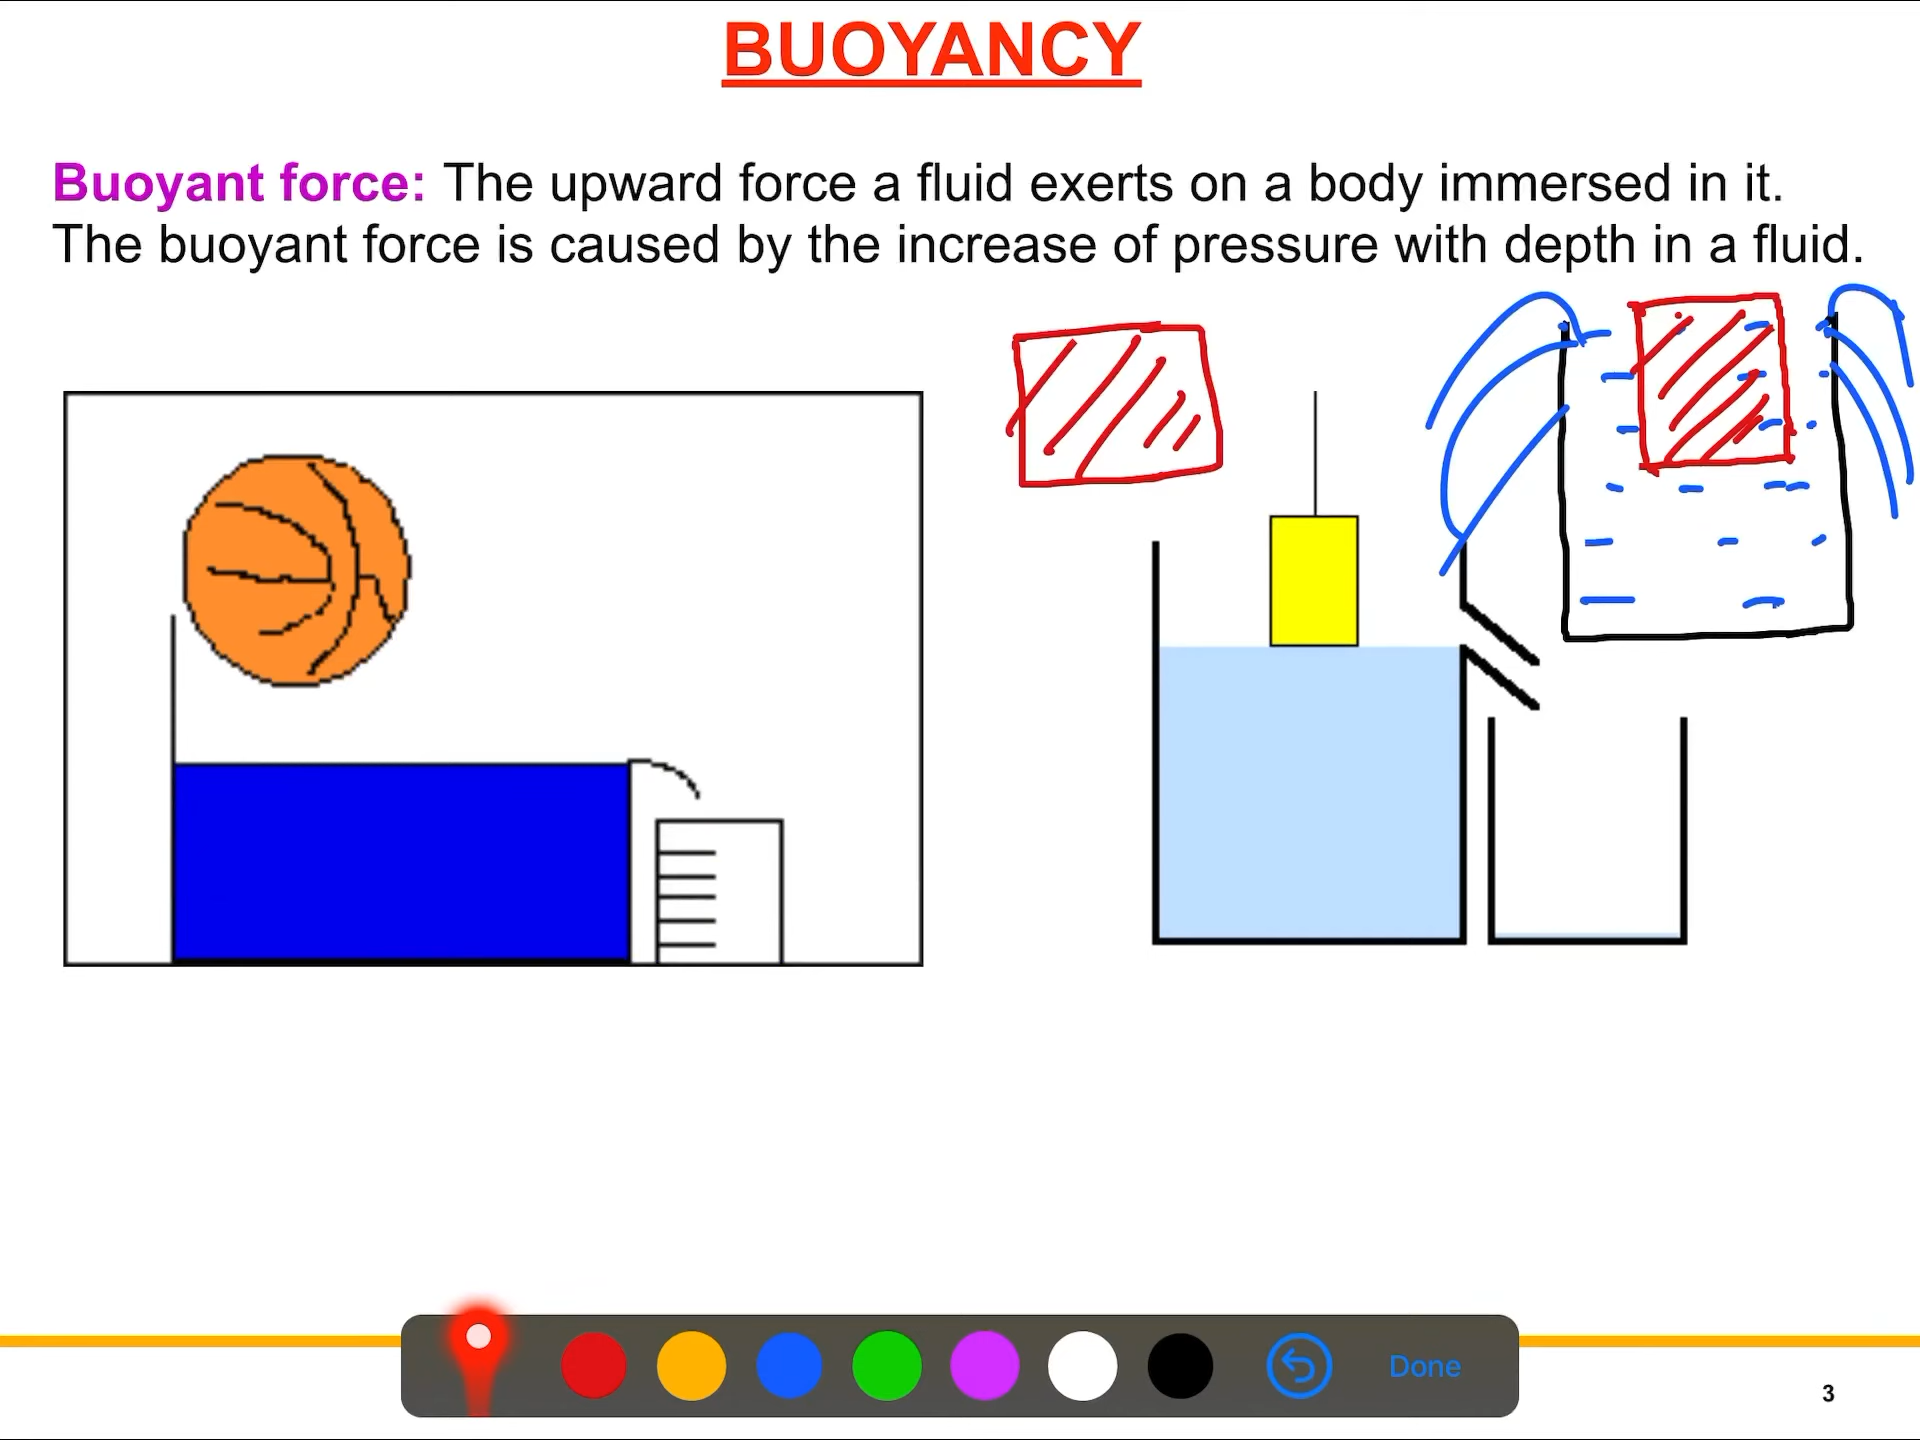 BUOYANCY
Buoyant force: The upward force a fluid exerts on a body immersed in it.
The buoyant force is caused by the increase of pressure with depth in a fluid.
Done
3